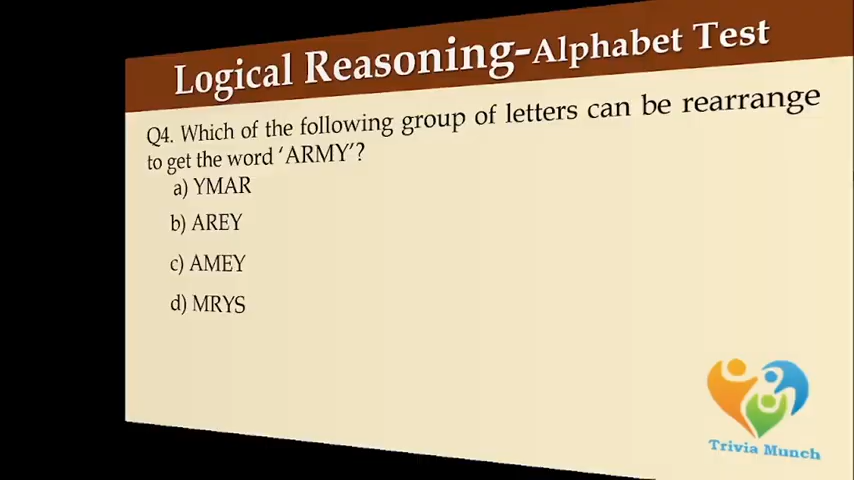 Logical Reasoning-Alphabet Test
Q4. Which of the following group of letters can be rearrange
to get the word ‘ARMY’?
a) YMAR
b) AREY
c) AMEY
d) MRYS
Trivia Munch